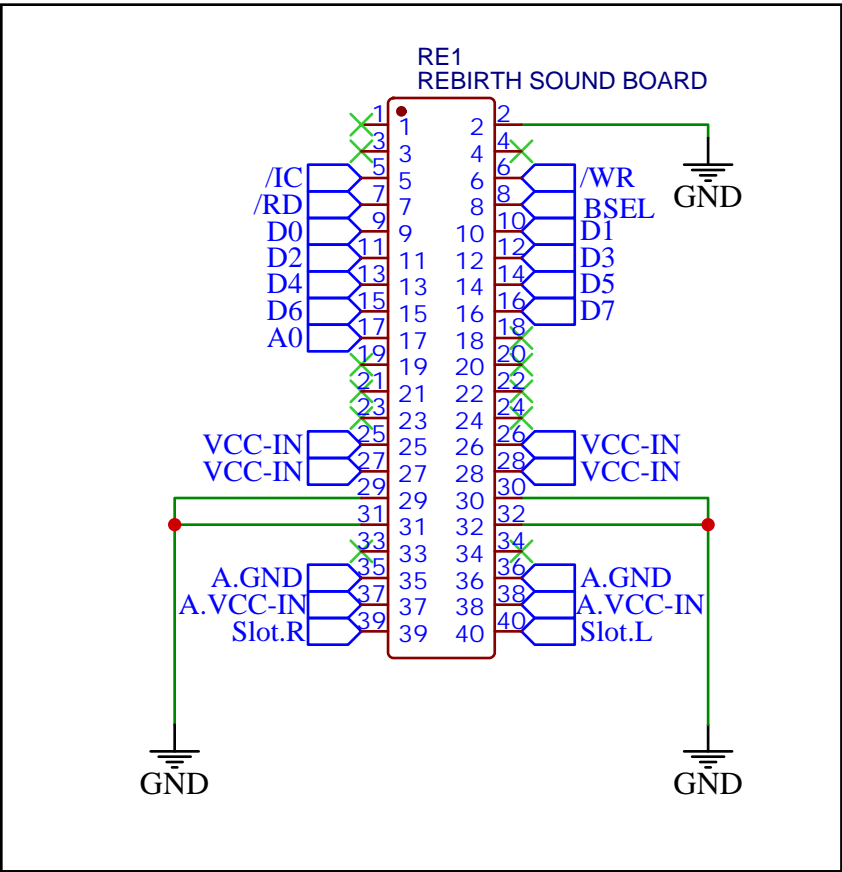 RE1
REBIRTH SOUND BOARD
1 1 2 2
3 3 4 4
GND
/IC 5 5 6 6 /WR
/RD 7 7 8 8 BSEL
D0 9 9 10 10 D1
D2 11 11 12 12 D3
D4 13 13 14 14 D5
D6 15 15 16 16 D7
A0 17 17 18 18
19 19 20 20
21 21 22 22
23 23 24 24
VCC-IN 25 25 26 26 VCC-IN
VCC-IN 27 27 28 28 VCC-IN
29 29 30 30
31 31 32 32
33 33 34 34
A.GND 35 35 36 36 A.GND
A.VCC-IN 37 37 38 38 A.VCC-IN
Slot.R 39 39 40 40 Slot.L
GND GND